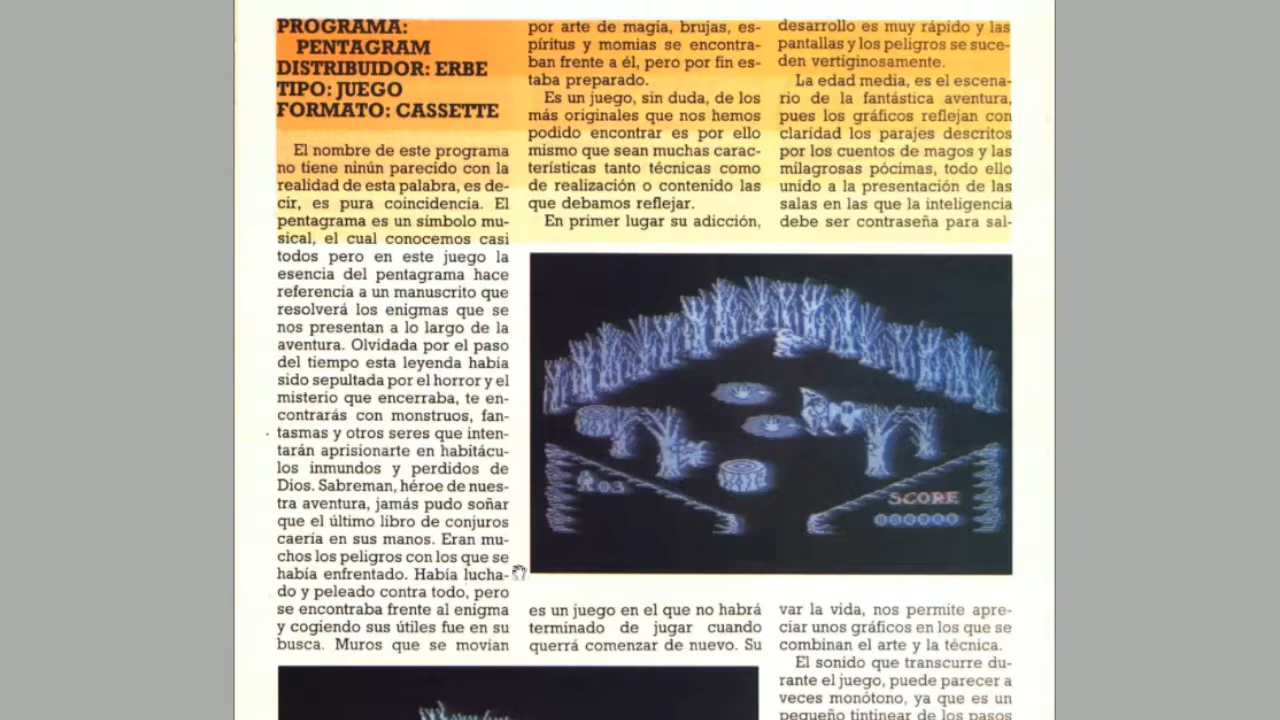 PROGRAMA:
PENTAGRAM
DISTRIBUIDOR: ERBE
TIPO: JUEGO
FORMATO: CASSETTE
El nombre de este programa
no tiene ninún parecido con la
realidad de esta palabra, es de-
cir, es pura coincidencia. El
pentagrama es un símbolo mu-
sical, el cual conocemos casi
todos pero en este juego la
esencia del pentagrama hace
referencia a un manuscrito que
resolverá los enigmas que se
nos presentan a lo largo de la
aventura. Olvidada por el paso
del tiempo esta leyenda había
sido sepultada por el horror y el
misterio que encerraba, te en-
contrarás con monstruos, fan-
tasmas y otros seres que inten-
tarán aprisionarte en habitácu-
los inmundos y perdidos de
Dios. Sabreman, héroe de nues-
tra aventura, jamás pudo soñar
que el último libro de conjuros
caería en sus manos. Eran mu-
chos los peligros con los que se
había enfrentado. Había lucha-
do y peleado contra todo, pero
se encontraba frente al enigma
y cogiendo sus útiles fue en su
busca. Muros que se movían
por arte de magía, brujas, es-
píritus y momias se encontra-
ban frente a él, pero por fin es-
taba preparado.
Es un juego, sin duda, de los
más originales que nos hemos
podido encontrar es por ello
mismo que sean muchas carac-
terísticas tanto técnicas como
de realización o contenido las
que debamos reflejar.
En primer lugar su adicción,
es un juego en el que no habrá
terminado de jugar cuando
querrá comenzar de nuevo. Su
desarrollo es muy rápido y las
pantallas y los peligros se suce-
den vertiginosamente.
La edad media, es el escena-
rio de la fantástica aventura,
pues los gráficos reflejan con
claridad los parajes descritos
por los cuentos de magos y las
milagrosas pócimas, todo ello
unido a la presentación de las
salas en las que la inteligencia
debe ser contraseña para sal-
03
SCORE
var la vida, nos permite apre-
ciar unos gráficos en los que se
combinan el arte y la técnica.
El sonido que transcurre du-
rante el juego, puede parecer a
veces monótono, ya que es un
pequeño tintinear de los pasos